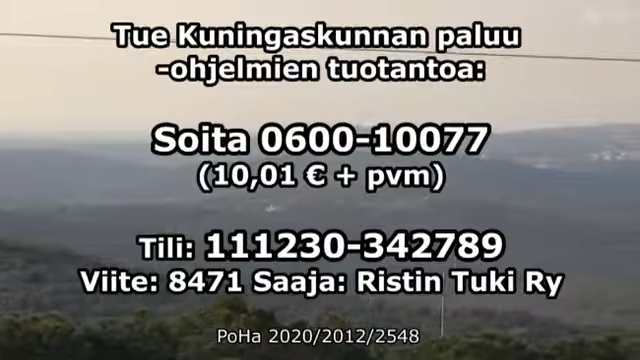 Tue Kuningaskunnan paluu
-ohjelmien tuotantoa:
Soita 0600-10077
(10,01 € + pvm)
Tili: 111230-342789
Viite: 8471 Saaja: Ristin Tuki Ry
PoHa 2020/2012/2548